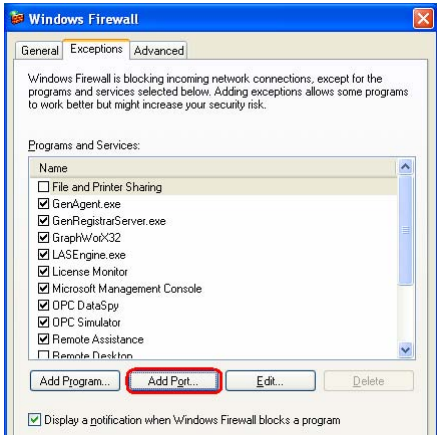 Windows Firewall
General Exceptions Advanced
Windows Firewall is blocking incoming network connections, except for the
programs and services selected below. Adding exceptions allows some programs
to work better but might increase your security risk.
Programs and Services:
Name
File and Printer Sharing
GenAgent.exe
GenRegistrarServer.exe
GraphWorX32
LASEngine.exe
License Monitor
Microsoft Management Console
OPC DataSpy
OPC Simulator
Remote Assistance
Remote Desktop
Add Program... Add Port... Edit... Delete
Display a notification when Windows Firewall blocks a program